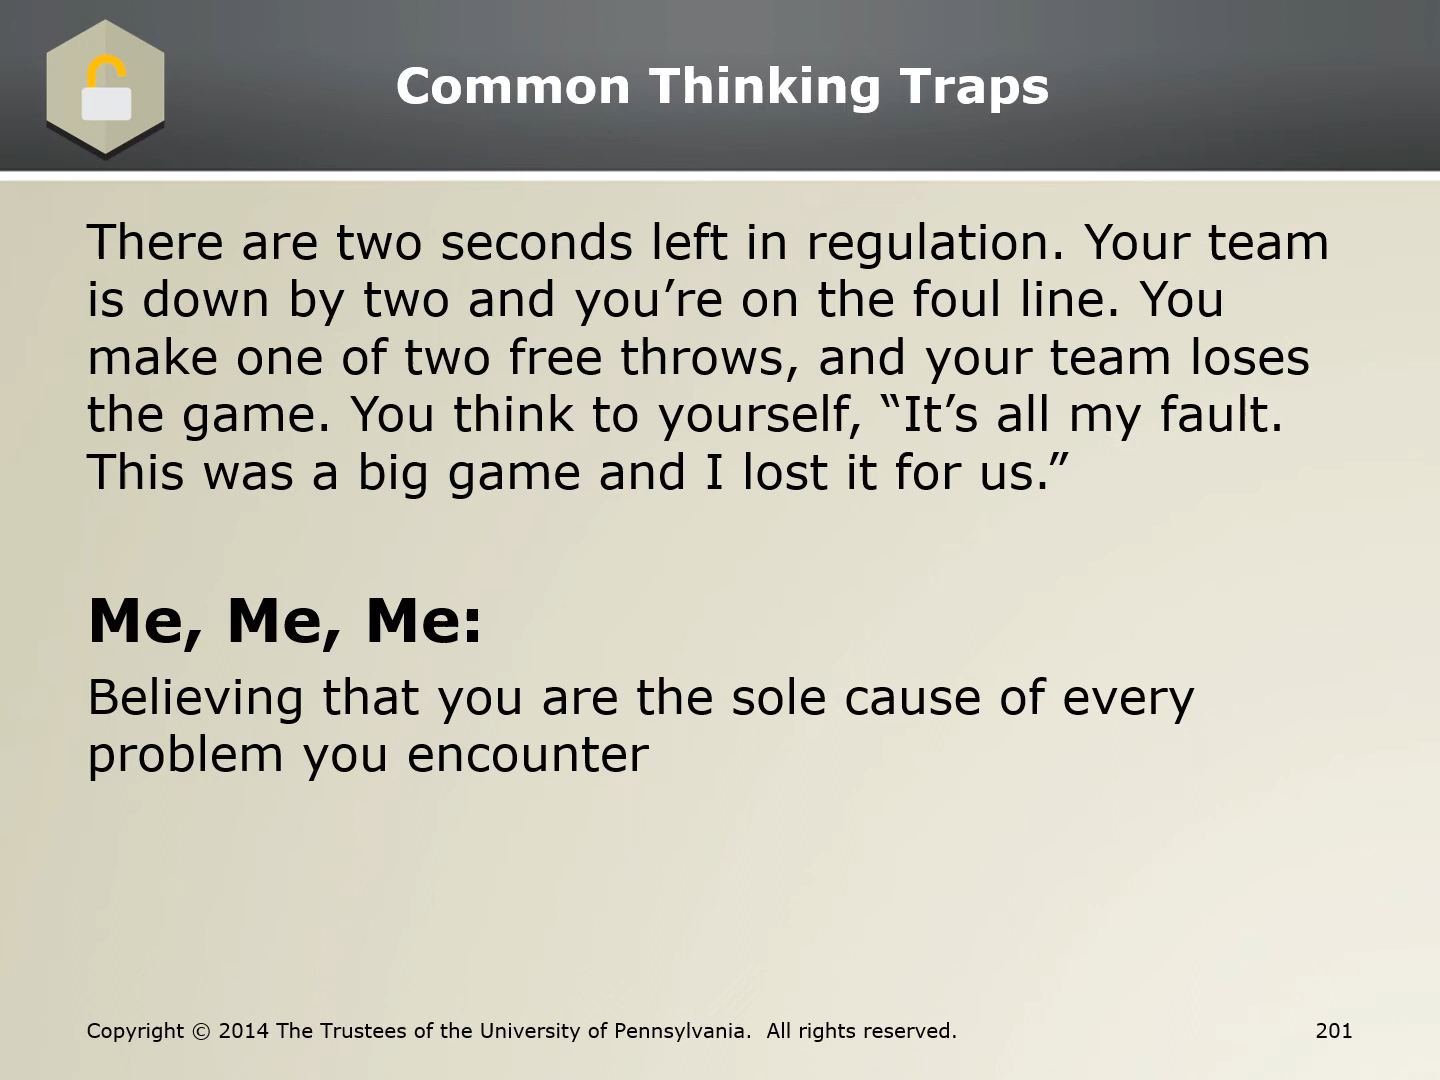 Common Thinking Traps
There are two seconds left in regulation. Your team
is down by two and you’re on the foul line. You
make one of two free throws, and your team loses
the game. You think to yourself, “It’s all my fault.
This was a big game and I lost it for us.”
Me, Me, Me:
Believing that you are the sole cause of every
problem you encounter
Copyright © 2014 The Trustees of the University of Pennsylvania.  All rights reserved. 201